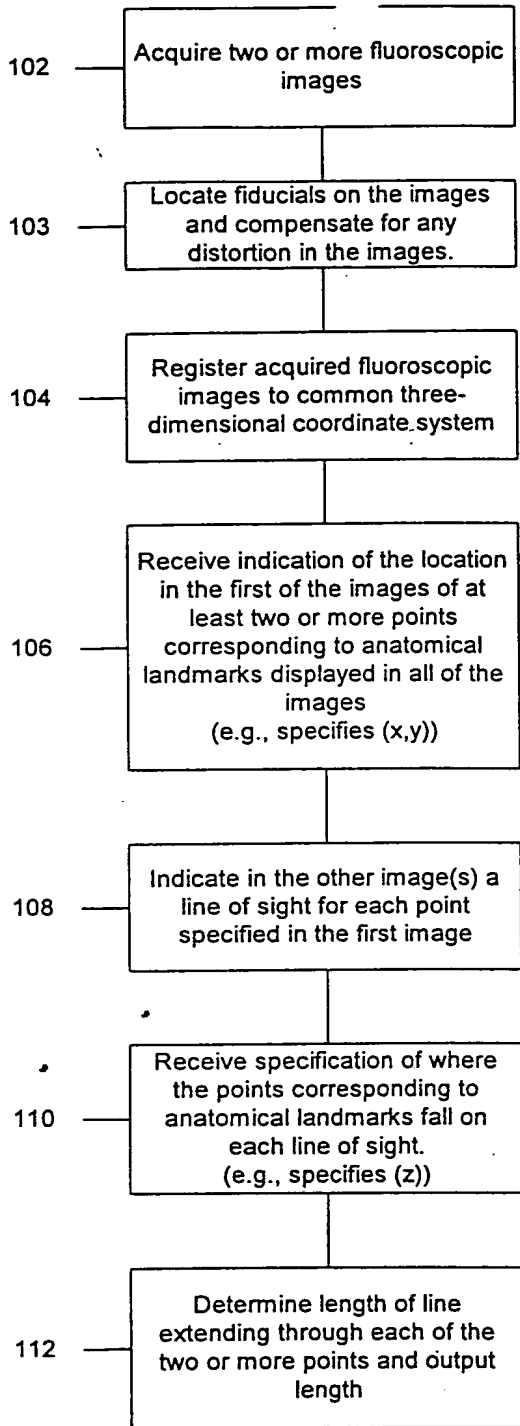 102
Acquire two or more fluoroscopic
images
103
Locate fiducials on the images
and compensate for any
distortion in the images.
104
Register acquired fluoroscopic
images to common three-
dimensional coordinate system
106
Receive indication of the location
in the first of the images of at
least two or more points
corresponding to anatomical
landmarks displayed in all of the
images
(e.g., specifies (x,y))
108
Indicate in the other image(s) a
line of sight for each point
specified in the first image
110
Receive specification of where
the points corresponding to
anatomical landmarks fall on
each line of sight.
(e.g., specifies (z))
112
Determine length of line
extending through each of the
two or more points and output
length